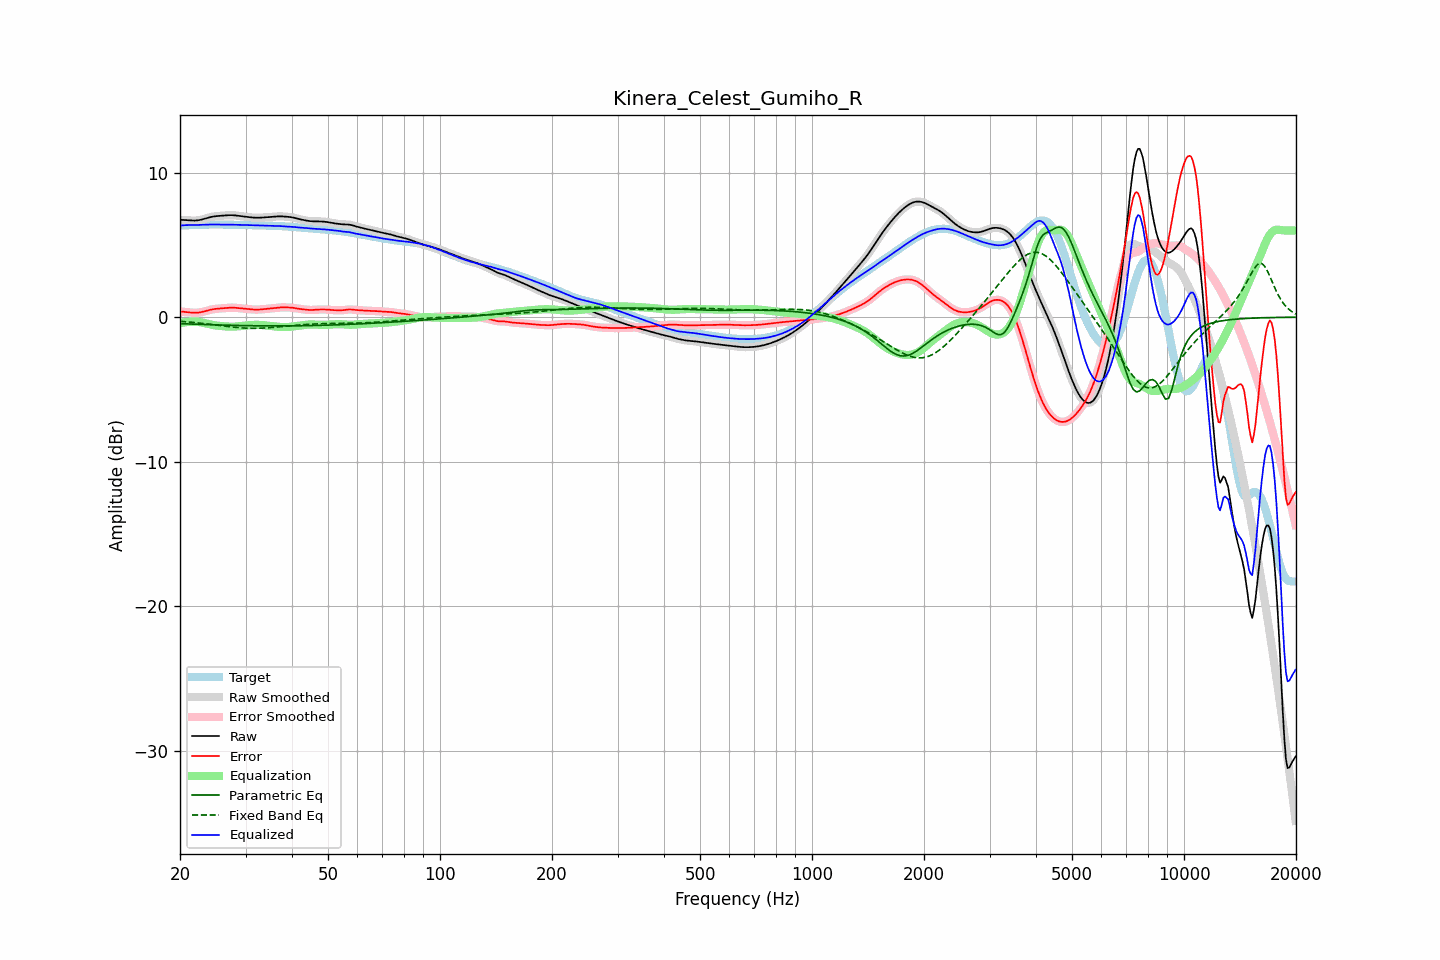 Kinera_Celest_Gumiho_R
Amplitude (dBr)
10
0
−10
−20
−30
Target
Raw Smoothed
Error Smoothed
Raw
Error
Equalization
Parametric Eq
Fixed Band Eq
Equalized
20 50 100 200 500 1000 2000 5000 10000 20000
Frequency (Hz)